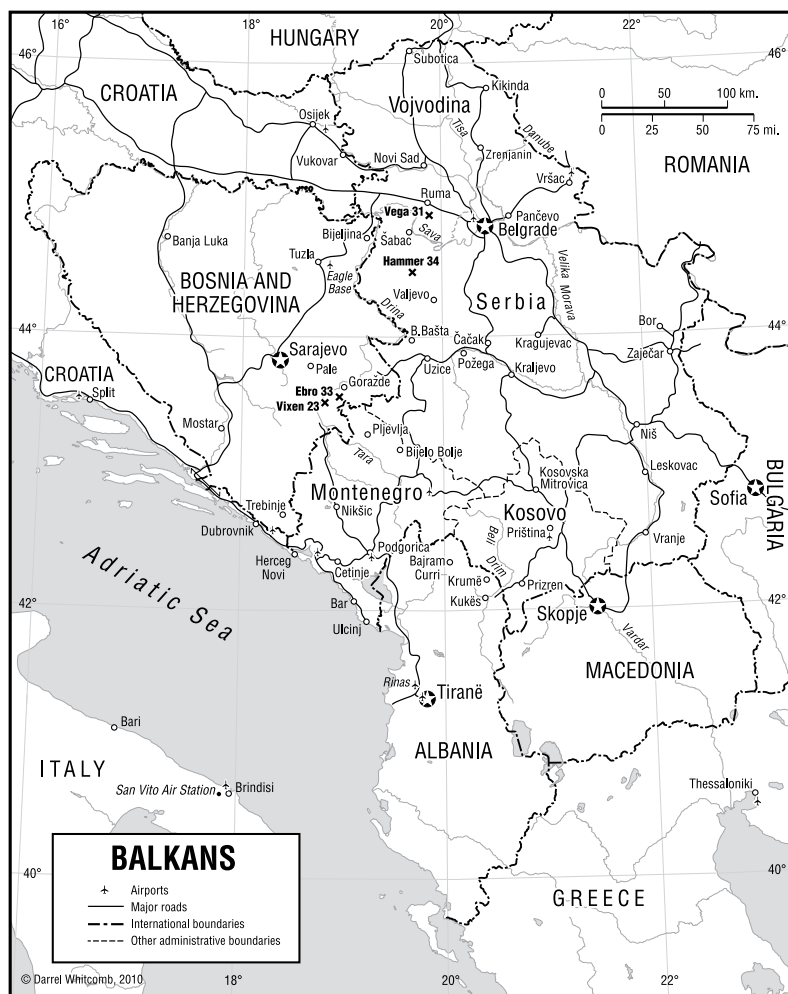 16°
18°
20°
22°
46°
46°
HUNGARY
CROATIA
Subotica
Kikinda
Vojvodina
0 50 100 km.
0 25 50 75 mi.
Osijek
Tisa
Danube
Vukovar
Novi Sad
Zrenjanin
ROMANIA
Vršac
Ruma
Vega 31
Pančevo
Banja Luka
Bijeljina
Sava
Šabac
Belgrade
Tuzla
Eagle
Base
Hammer 34
Velika Morava
BOSNIA AND
HERZEGOVINA
Valjevo
Drina
Serbia
Bor
44°
44°
B. Bašta
Čačak
Kragujevac
Sarajevo
Zaječar
Pale
Užice
Požega
Kraljevo
CROATIA
Goražde
Split
Ebro 33
Vixen 23
Mostar
Pljevlja
Niš
Tara
Bijelo Bolje
Leskovac
BULGARIA
Kosovska
Mitrovica
Sofia
Montenegro
Trebinje
Nikšic
Kosovo
Priština
Dubrovnik
Vranje
Beli Drim
Podgorica
Bajram
Curri
Herceg
Novi
Cetinje
Krumë
Prizren
Adriatic Sea
Bar
Kukës
42°
42°
Skopje
Ulcinj
Vardar
MACEDONIA
Rinas
Tiranë
Bari
ALBANIA
ITALY
San Vito Air Station
Brindisi
Thessaloniki
BALKANS
Airports
Major roads
International boundaries
Other administrative boundaries
40°
40°
GREECE
© Darrel Whitcomb, 2010
18°
20°
22°